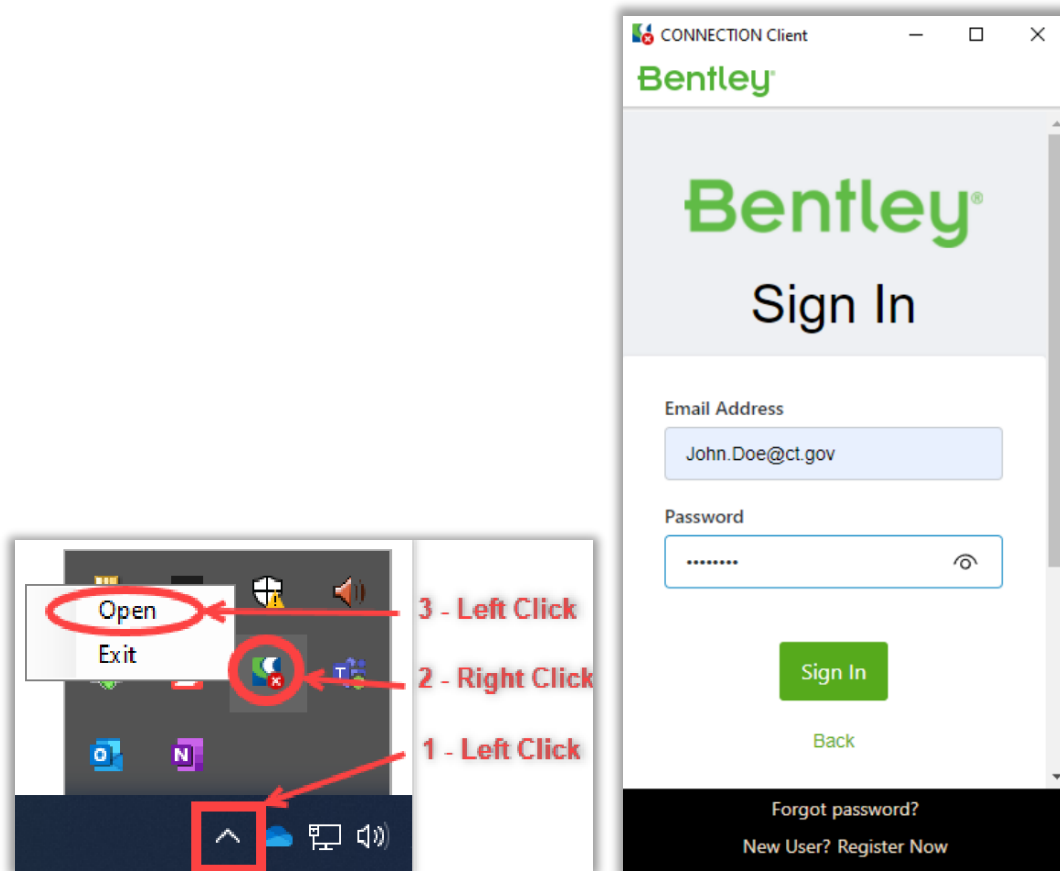 Open
Exit
3 - Left Click
2 - Right Click
1 - Left Click
CONNECTION Client
Bentley
Bentley®
Sign In
Email Address
John.Doe@ct.gov
Password
••••••••
Sign In
Back
Forgot password?
New User? Register Now